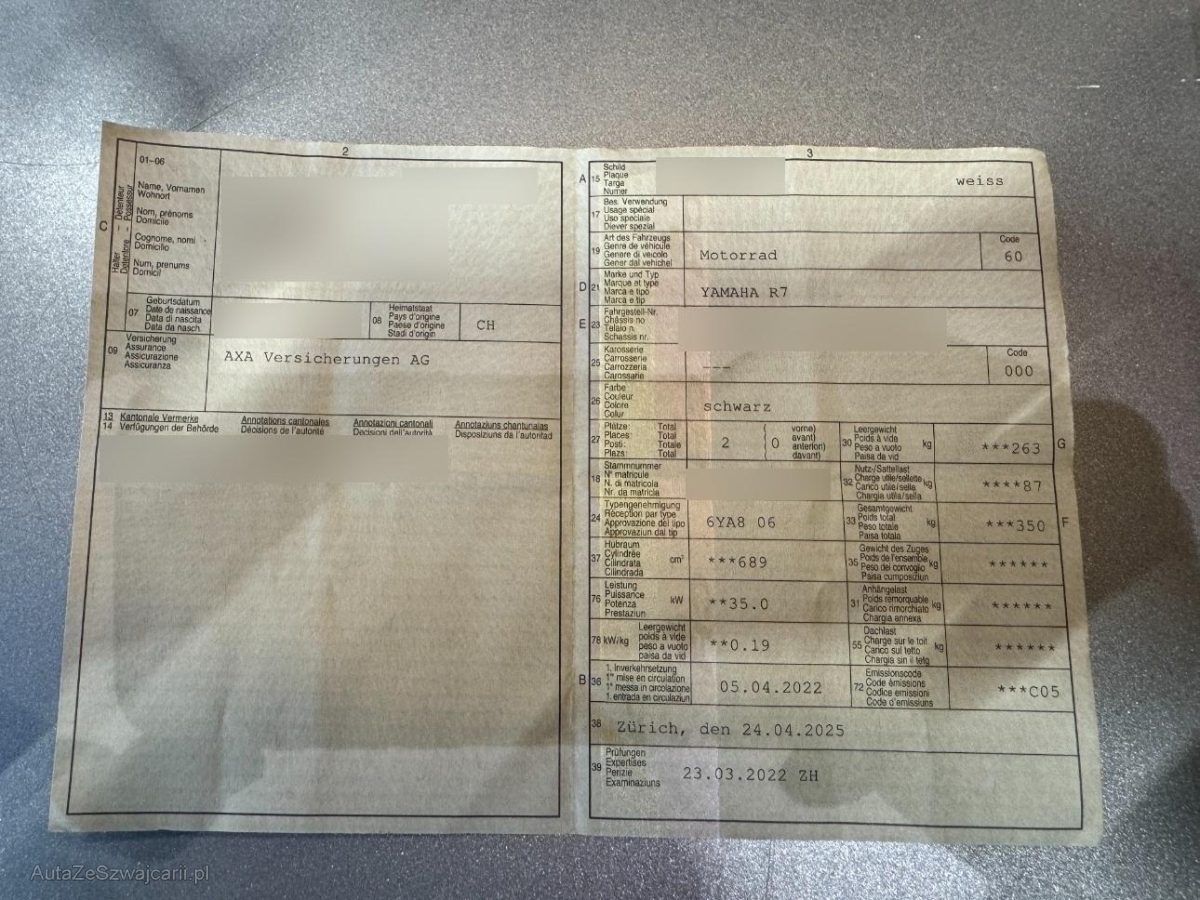 2
01-06
C
Halter Détenteur
Detentore Possessur
Name, Vornamen
Wohnort
Nom, prénoms
Domicile
Cognome, nomi
Domicilio
Num, prenums
Domicil
07
Geburtsdatum
Date de naissance
Data di nascita
Data da nasch.
08
Heimatstaat
Pays d'origine
Paese d'origine
Stadi d'origin
CH
09
Versicherung
Assurance
Assicurazione
Assicuranza
AXA Versicherungen AG
13 Kantonale Vermerke Annotations cantonales Annotazioni cantonali Annotaziuns chantunalas
14 Verfügungen der Behörde Décisions de l'autorité Decisioni dell'autorità Disposiziuns da l'autoritad
3
A 15
Schild
Plaque
Targa
Numer
weiss
17
Bes. Verwendung
Usage spécial
Uso speciale
Diever spezial
19
Art des Fahrzeugs
Genre de véhicule
Genere di veicolo
Gener dal vehichel
Motorrad
Code
60
D 21
Marke und Typ
Marque et type
Marca e tipo
Marca e tip
YAMAHA R7
E 23
Fahrgestell-Nr.
Châssis no
Telaio n.
Schassis nr.
25
Karosserie
Carrosserie
Carrozzeria
Carossaria
---
Code
000
26
Farbe
Couleur
Colore
Colur
schwarz
27
Plätze: Total
Places: Total
Posti: Totale
Plazs: Total
2
( 0
vorne)
avant)
anteriori)
davant)
30
Leergewicht
Poids à vide
Peso a vuoto
Paisa da vid
kg
***263
G
18
Stammnummer
N° matricule
N. di matricola
Nr. da matricla
32
Nutz-/Sattellast
Charge utile/sellette
Carico utile/sella
Chargia utila/sella
kg
****87
24
Typengenehmigung
Réception par type
Approvazione del tipo
Approvaziun dal tip
6YA8 06
33
Gesamtgewicht
Poids total
Peso totale
Paisa totala
kg
***350
F
37
Hubraum
Cylindrée
Cilindrata
Cilindrada
cm³
***689
35
Gewicht des Zuges
Poids de l'ensemble
Peso del convoglio
Paisa cumposiziun
kg
******
76
Leistung
Puissance
Potenza
Prestaziun
kW
**35.0
31
Anhängelast
Poids remorquable
Carico rimorchiato
Chargia annexa
kg
******
78 kW/kg
Leergewicht
poids à vide
peso a vuoto
paisa da vid
**0.19
55
Dachlast
Charge sur le toit
Carico sul tetto
Chargia sin il tetg
kg
******
B 36
1. Inverkehrsetzung
1re mise en circulation
1a messa in circolazione
1. entrada en circulaziun
05.04.2022
72
Emissionscode
Code émissions
Codice emissioni
Code d'emissiuns
***C05
38 Zürich, den 24.04.2025
39
Prüfungen
Expertises
Perizie
Examinaziuns
23.03.2022 ZH
AutaZeSzwajcarii.pl